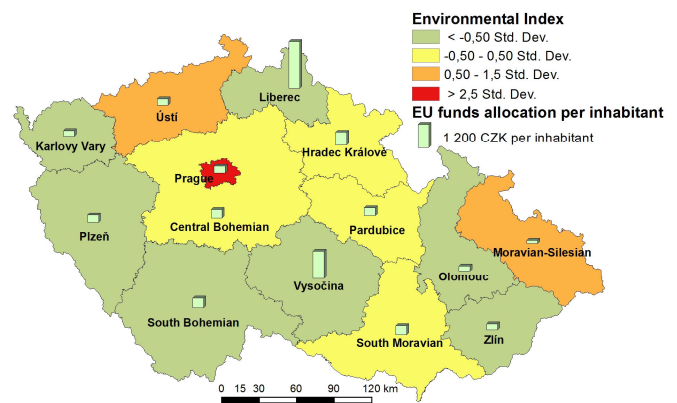 Environmental Index
< -0,50 Std. Dev.
-0,50 - 0,50 Std. Dev.
0,50 - 1,5 Std. Dev.
> 2,5 Std. Dev.
EU funds allocation per inhabitant
1 200 CZK per inhabitant
Liberec
Ústí
Karlovy Vary
Hradec Králové
Prague
Central Bohemian
Pardubice
Plzeň
Moravian-Silesian
Olomouc
Vysočina
South Bohemian
South Moravian
Zlín
0 15 30 60 90 120 km